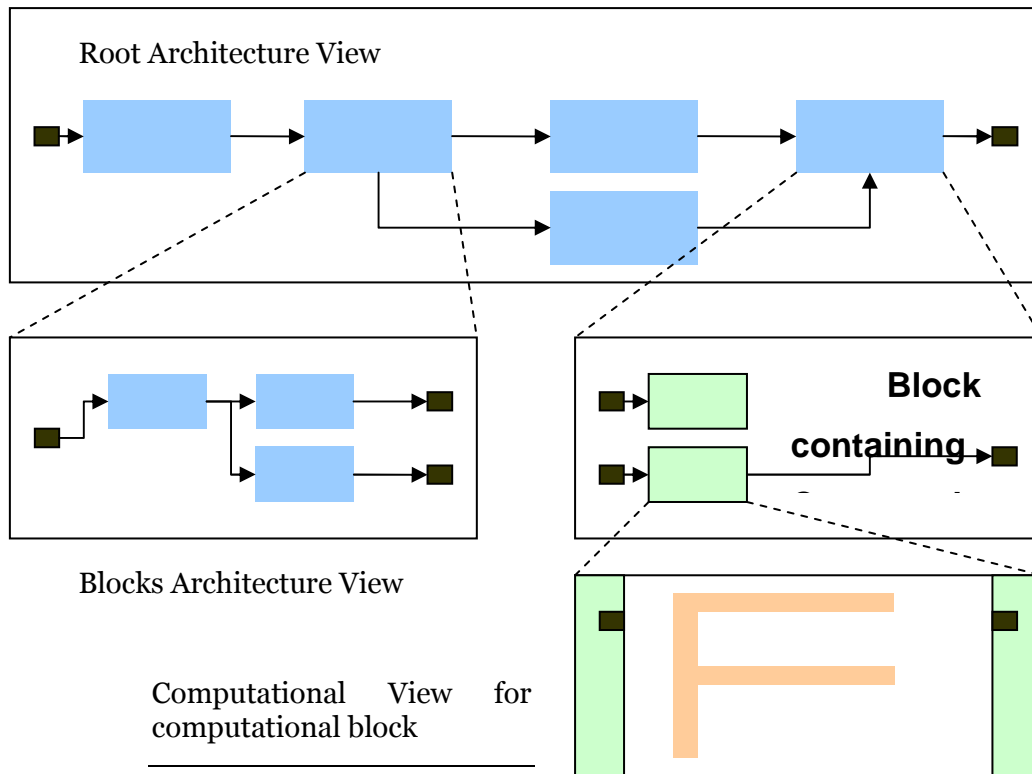 Root Architecture View
Block
containing
Blocks Architecture View
Computational View for
computational block